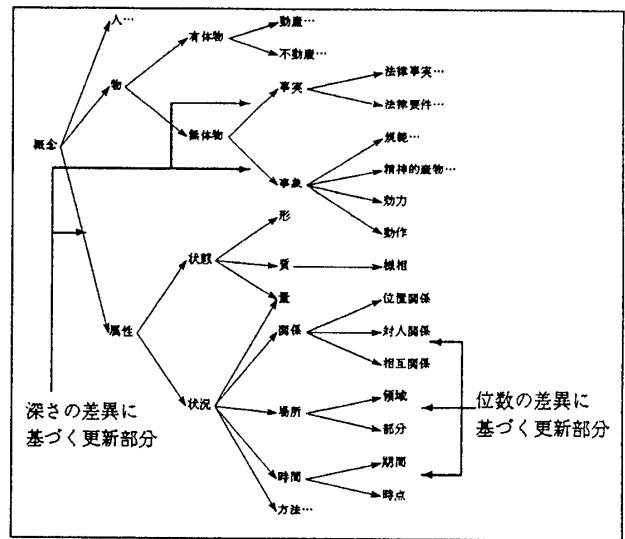 人…
動産…
有体物
不動産…
物
法律事実…
事実
法律要件…
無体物
規範…
概念
精神的産物…
事象
効力
形
動作
状態
質
様相
量
位置関係
属性
関係
対人関係
相互関係
状況
領域
深さの差異に
基づく更新部分
場所
位数の差異に
基づく更新部分
部分
期間
時間
時点
方法…